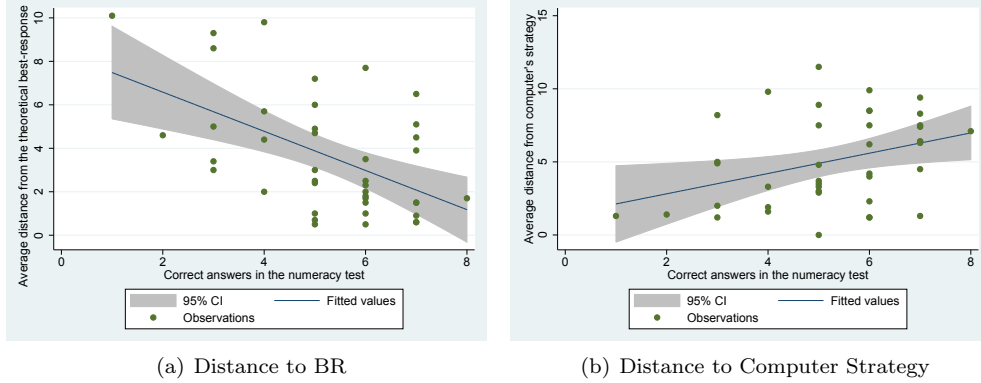 Average distance from the theoretical best-response
10
8
6
4
2
0
0 2 4 6 8
Correct answers in the numeracy test
95% CI Fitted values
Observations
(a) Distance to BR
Average distance from computer's strategy
15
10
5
0
0 2 4 6 8
Correct answers in the numeracy test
95% CI Fitted values
Observations
(b) Distance to Computer Strategy